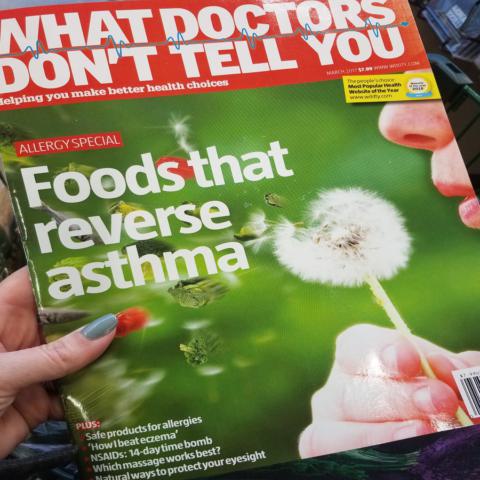 WHAT DOCTORS
DON'T TELL YOU
Helping you make better health choices
MARCH 2017 $7.99 WWW.WDDTY.COM
The people's choice:
Most Popular Health
Website of the Year
www.wddty.com
ALLERGY SPECIAL
Foods that
reverse
asthma
PLUS:
Safe products for allergies
'How I beat eczema'
NSAIDs: 14-day time bomb
Which massage works best?
Natural ways to protect your eyesight